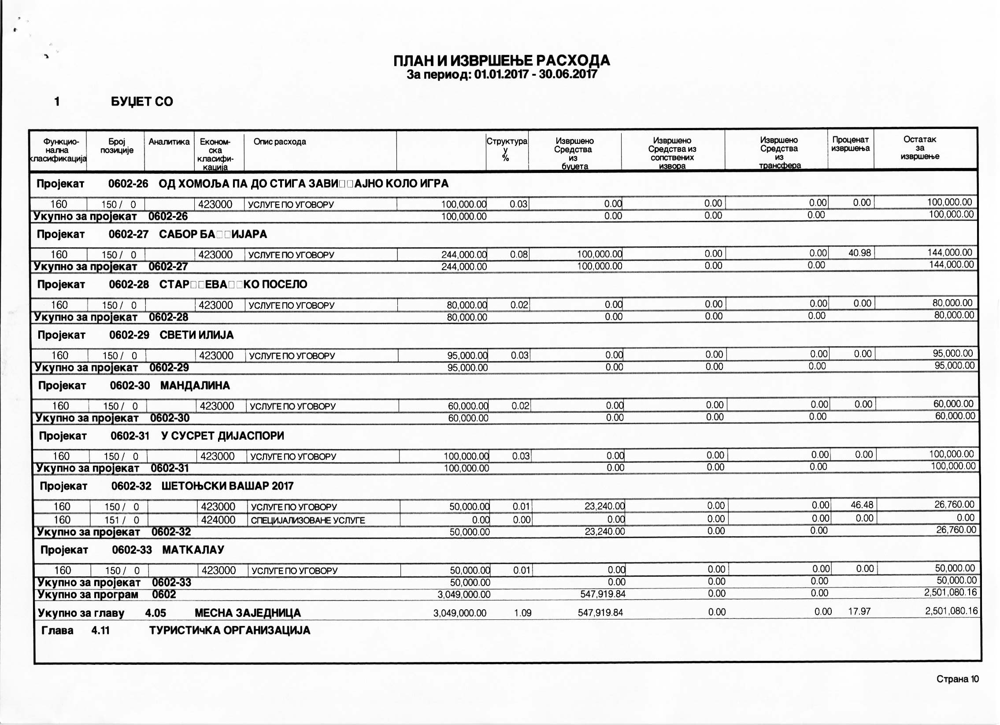 ПЛАН И ИЗВРШЕЊЕ РАСХОДА
За период: 01.01.2017 - 30.06.2017
1 БУЏЕТ СО
Функцио-нална класификација Број позиције Аналитика Економ-ска класифи-кација Опис расхода Структура у % Извршено Средства из буџета Извршено Средства из сопствених извора Извршено Средства из трансфера Проценат извршења Остатак за извршење
Пројекат 0602-26 ОД ХОМОЉА ПА ДО СТИГА ЗАВИ□□АЈНО КОЛО ИГРА
160 150 / 0 423000 УСЛУГЕ ПО УГОВОРУ 100,000.00 0.03 0.00 0.00 0.00 0.00 100,000.00
Укупно за пројекат 0602-26 100,000.00 0.00 0.00 0.00 100,000.00
Пројекат 0602-27 САБОР БА□□ИЈАРА
160 150 / 0 423000 УСЛУГЕ ПО УГОВОРУ 244,000.00 0.08 100,000.00 0.00 0.00 40.98 144,000.00
Укупно за пројекат 0602-27 244,000.00 100,000.00 0.00 0.00 144,000.00
Пројекат 0602-28 СТАР□□ЕВА□□КО ПОСЕЛО
160 150 / 0 423000 УСЛУГЕ ПО УГОВОРУ 80,000.00 0.02 0.00 0.00 0.00 0.00 80,000.00
Укупно за пројекат 0602-28 80,000.00 0.00 0.00 0.00 80,000.00
Пројекат 0602-29 СВЕТИ ИЛИЈА
160 150 / 0 423000 УСЛУГЕ ПО УГОВОРУ 95,000.00 0.03 0.00 0.00 0.00 0.00 95,000.00
Укупно за пројекат 0602-29 95,000.00 0.00 0.00 0.00 95,000.00
Пројекат 0602-30 МАНДАЛИНА
160 150 / 0 423000 УСЛУГЕ ПО УГОВОРУ 60,000.00 0.02 0.00 0.00 0.00 0.00 60,000.00
Укупно за пројекат 0602-30 60,000.00 0.00 0.00 0.00 60,000.00
Пројекат 0602-31 У СУСРЕТ ДИЈАСПОРИ
160 150 / 0 423000 УСЛУГЕ ПО УГОВОРУ 100,000.00 0.03 0.00 0.00 0.00 0.00 100,000.00
Укупно за пројекат 0602-31 100,000.00 0.00 0.00 0.00 100,000.00
Пројекат 0602-32 ШЕТОЊСКИ ВАШАР 2017
160 150 / 0 423000 УСЛУГЕ ПО УГОВОРУ 50,000.00 0.01 23,240.00 0.00 0.00 46.48 26,760.00
160 151 / 0 424000 СПЕЦИЈАЛИЗОВАНЕ УСЛУГЕ 0.00 0.00 0.00 0.00 0.00 0.00 0.00
Укупно за пројекат 0602-32 50,000.00 23,240.00 0.00 0.00 26,760.00
Пројекат 0602-33 МАТКАЛАУ
160 150 / 0 423000 УСЛУГЕ ПО УГОВОРУ 50,000.00 0.01 0.00 0.00 0.00 0.00 50,000.00
Укупно за пројекат 0602-33 50,000.00 0.00 0.00 0.00 50,000.00
Укупно за програм 0602 3,049,000.00 547,919.84 0.00 0.00 2,501,080.16
Укупно за главу 4.05 МЕСНА ЗАЈЕДНИЦА 3,049,000.00 1.09 547,919.84 0.00 0.00 17.97 2,501,080.16
Глава 4.11 ТУРИСТИчКА ОРГАНИЗАЦИЈА
Страна 10